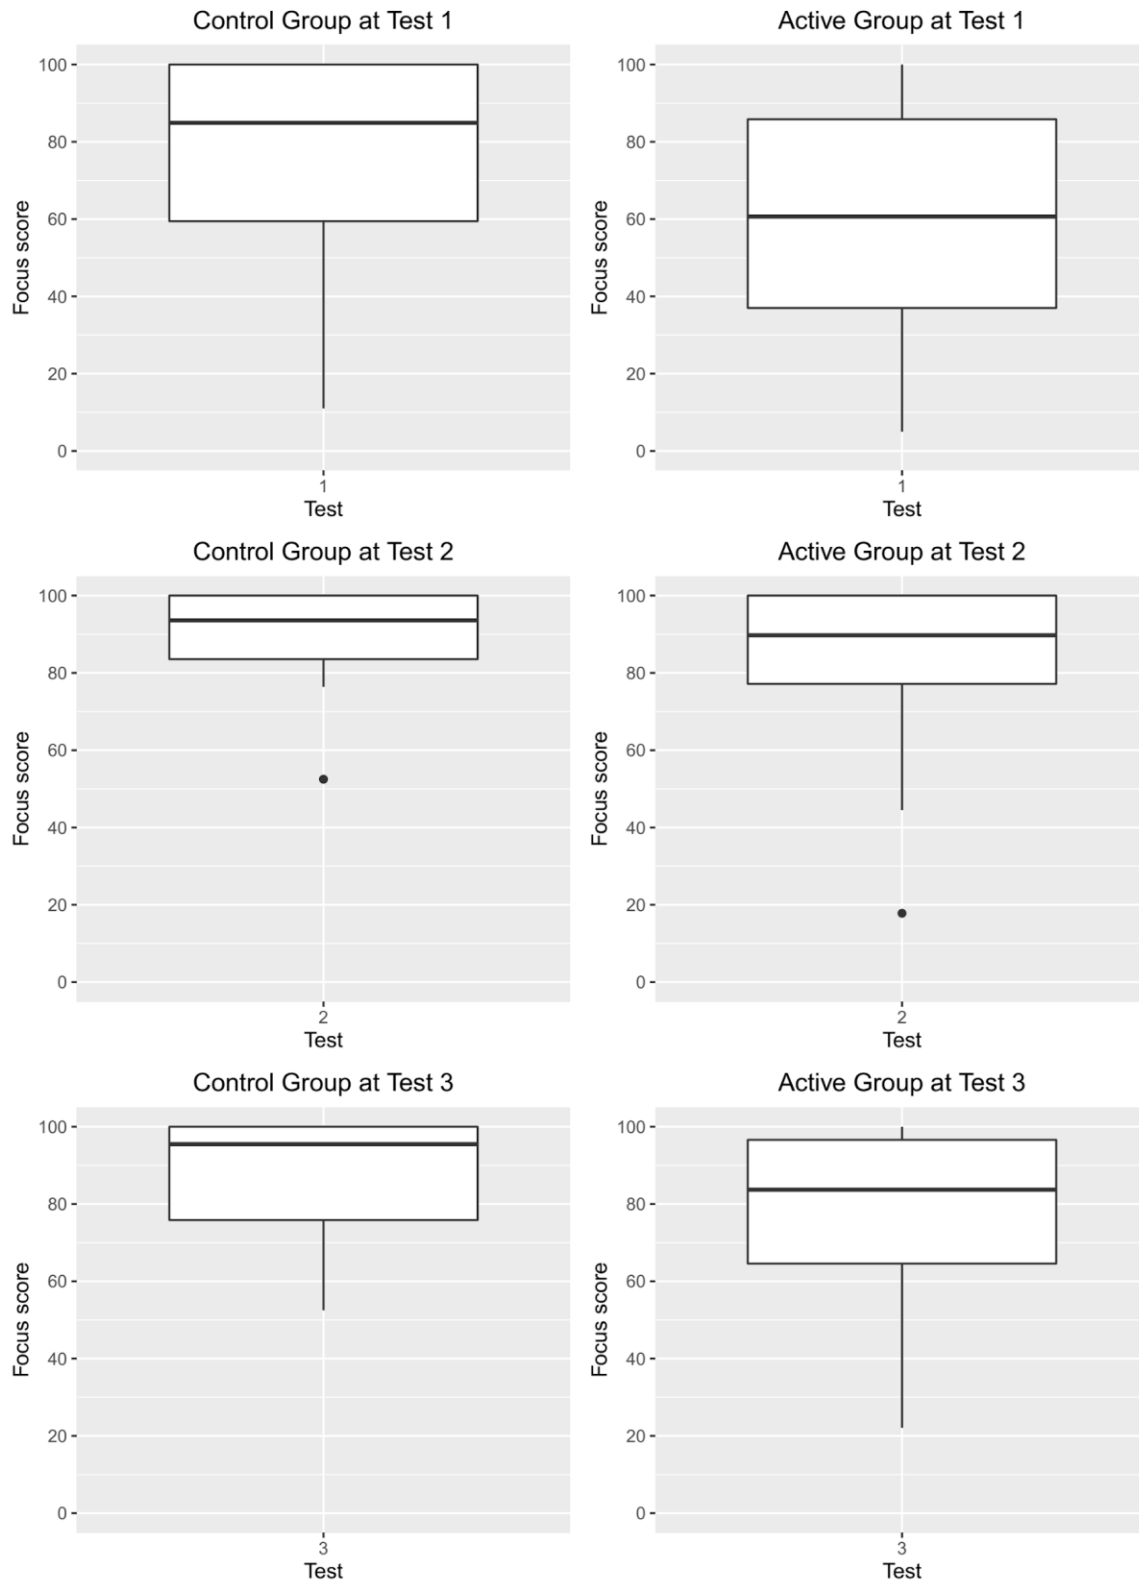 Control Group at Test 1
Focus score
100
80
60
40
20
0
1
Test
Active Group at Test 1
Focus score
100
80
60
40
20
0
1
Test
Control Group at Test 2
Focus score
100
80
60
40
20
0
2
Test
Active Group at Test 2
Focus score
100
80
60
40
20
0
2
Test
Control Group at Test 3
Focus score
100
80
60
40
20
0
3
Test
Active Group at Test 3
Focus score
100
80
60
40
20
0
3
Test